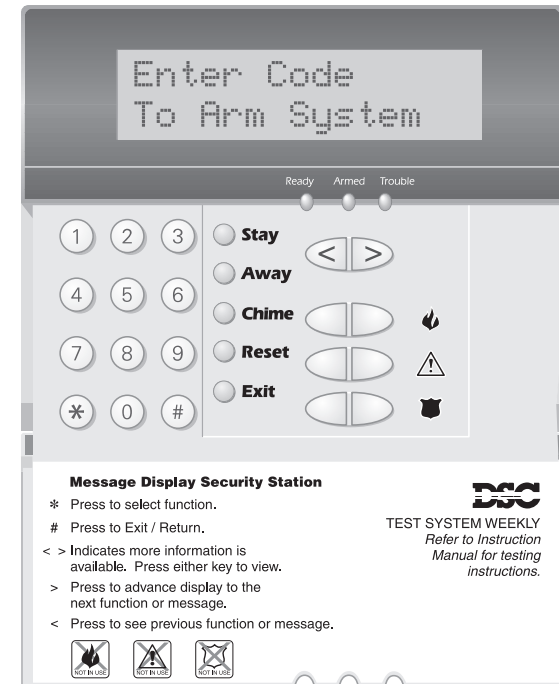 Enter Code
To Arm System
Ready Armed Trouble
1 2 3
Stay
< >
Away
4 5 6
Chime
7 8 9
Reset
Exit
* 0 #
Message Display Security Station
* Press to select function.
# Press to Exit / Return.
< > Indicates more information is
available. Press either key to view.
> Press to advance display to the
next function or message.
< Press to see previous function or message.
NOT IN USE NOT IN USE NOT IN USE
DSC
TEST SYSTEM WEEKLY
Refer to Instruction
Manual for testing
instructions.